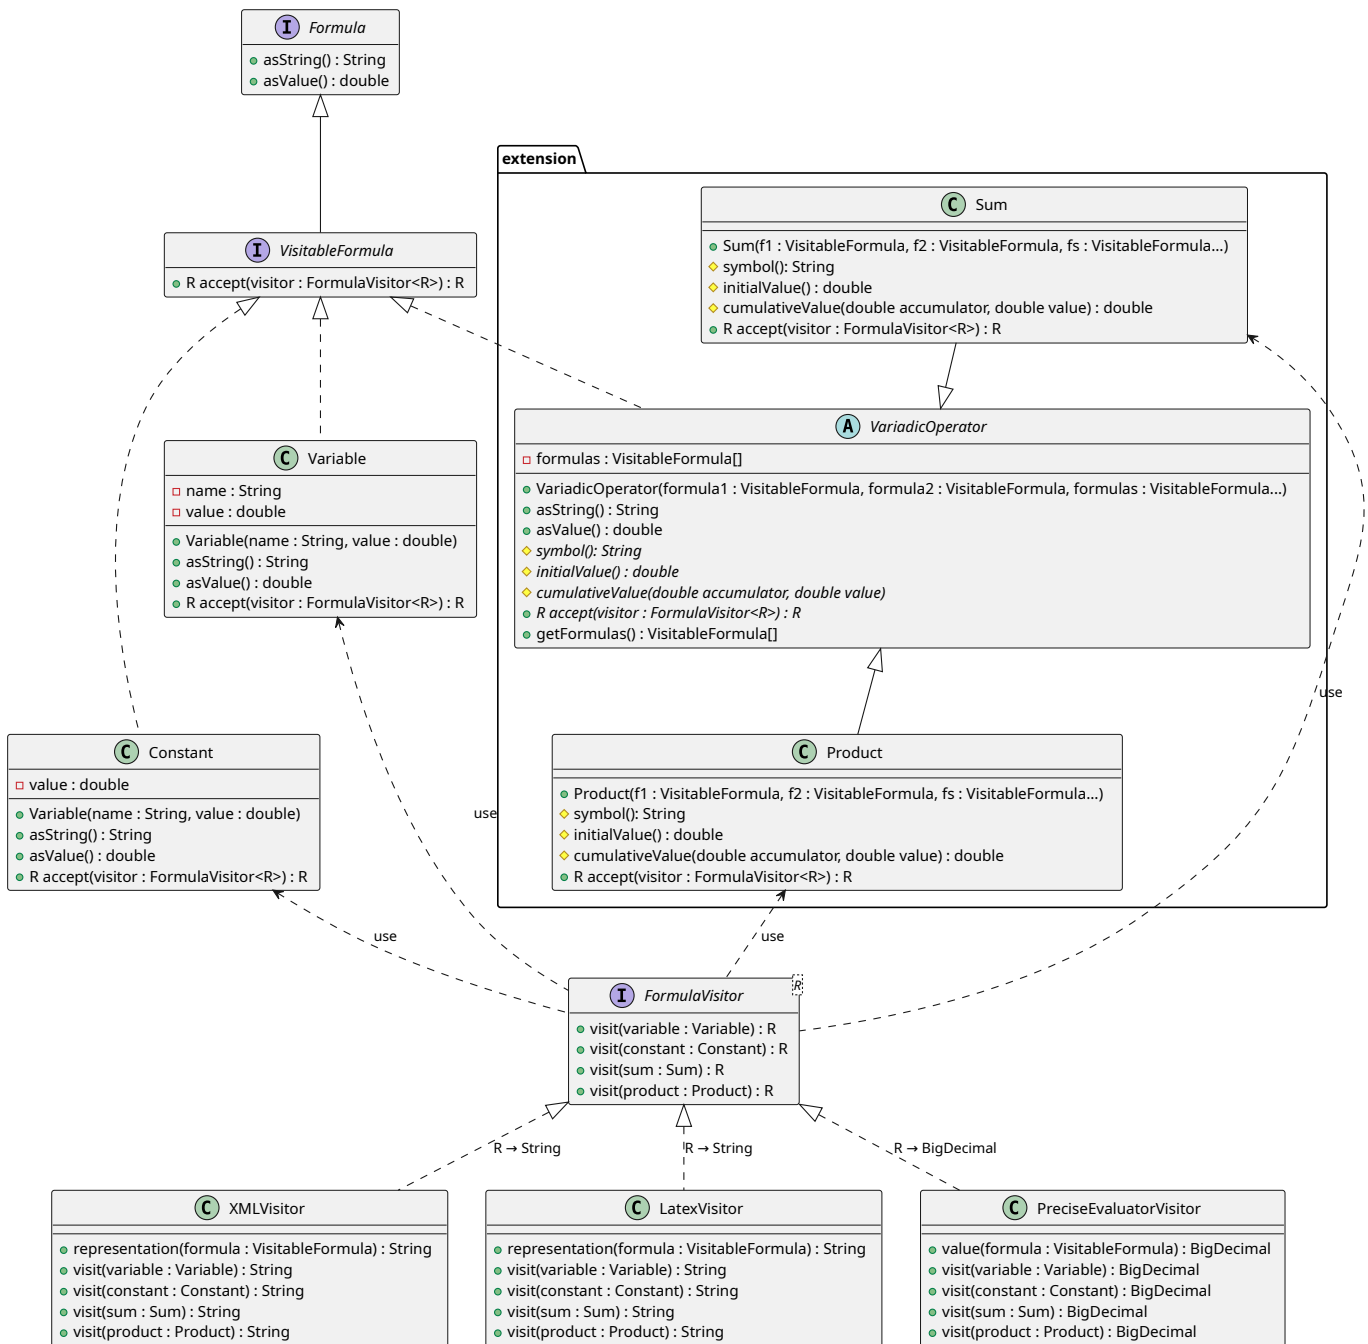 I Formula
asString() : String
asValue() : double
extension
C Sum
Sum(f1 : VisitableFormula, f2 : VisitableFormula, fs : VisitableFormula...)
symbol(): String
initialValue() : double
cumulativeValue(double accumulator, double value) : double
R accept(visitor : FormulaVisitor<R>) : R
I VisitableFormula
R accept(visitor : FormulaVisitor<R>) : R
A VariadicOperator
formulas : VisitableFormula[]
VariadicOperator(formula1 : VisitableFormula, formula2 : VisitableFormula, formulas : VisitableFormula...)
asString() : String
asValue() : double
symbol(): String
initialValue() : double
cumulativeValue(double accumulator, double value)
R accept(visitor : FormulaVisitor<R>) : R
getFormulas() : VisitableFormula[]
C Variable
name : String
value : double
Variable(name : String, value : double)
asString() : String
asValue() : double
R accept(visitor : FormulaVisitor<R>) : R
use
C Constant
value : double
Variable(name : String, value : double)
asString() : String
asValue() : double
R accept(visitor : FormulaVisitor<R>) : R
use
C Product
Product(f1 : VisitableFormula, f2 : VisitableFormula, fs : VisitableFormula...)
symbol(): String
initialValue() : double
cumulativeValue(double accumulator, double value) : double
R accept(visitor : FormulaVisitor<R>) : R
use
use
I FormulaVisitor R
visit(variable : Variable) : R
visit(constant : Constant) : R
visit(sum : Sum) : R
visit(product : Product) : R
R → String
R → String
R → BigDecimal
C XMLVisitor
representation(formula : VisitableFormula) : String
visit(variable : Variable) : String
visit(constant : Constant) : String
visit(sum : Sum) : String
visit(product : Product) : String
C LatexVisitor
representation(formula : VisitableFormula) : String
visit(variable : Variable) : String
visit(constant : Constant) : String
visit(sum : Sum) : String
visit(product : Product) : String
C PreciseEvaluatorVisitor
value(formula : VisitableFormula) : BigDecimal
visit(variable : Variable) : BigDecimal
visit(constant : Constant) : BigDecimal
visit(sum : Sum) : BigDecimal
visit(product : Product) : BigDecimal